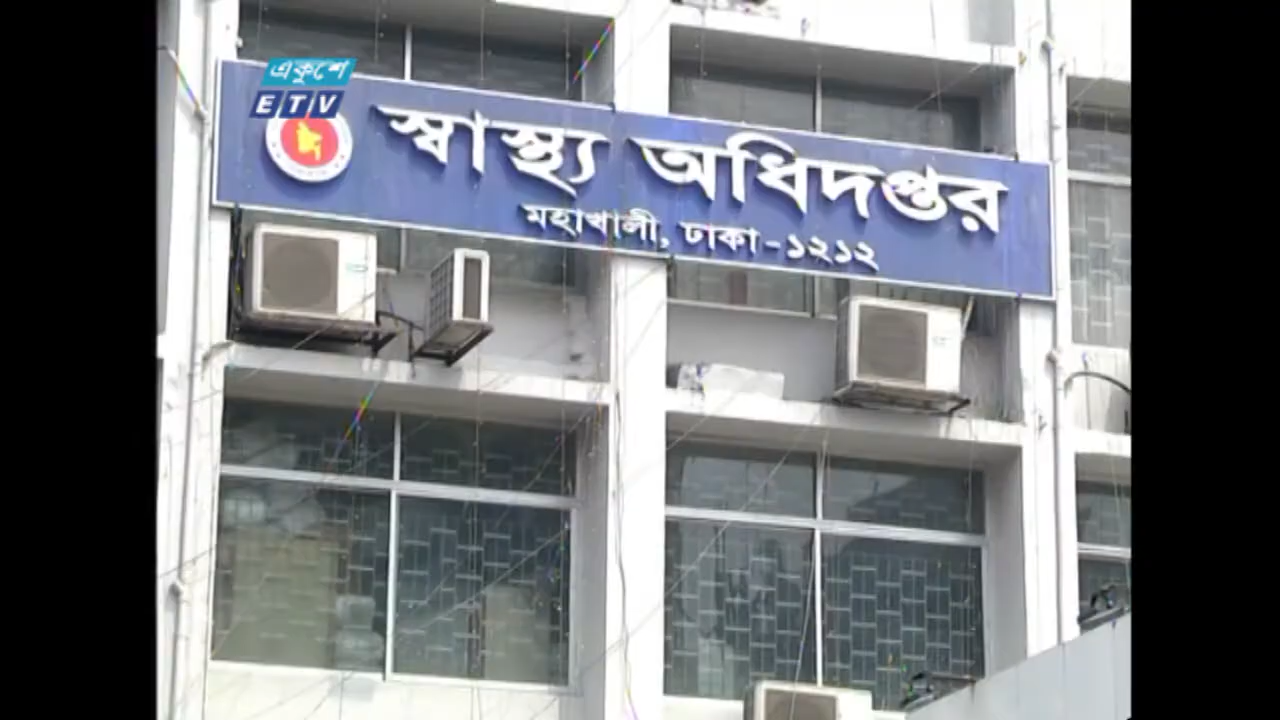 একুশে
ETV
স্বাস্থ্য অধিদপ্তর
মহাখালী, ঢাকা - ১২১২